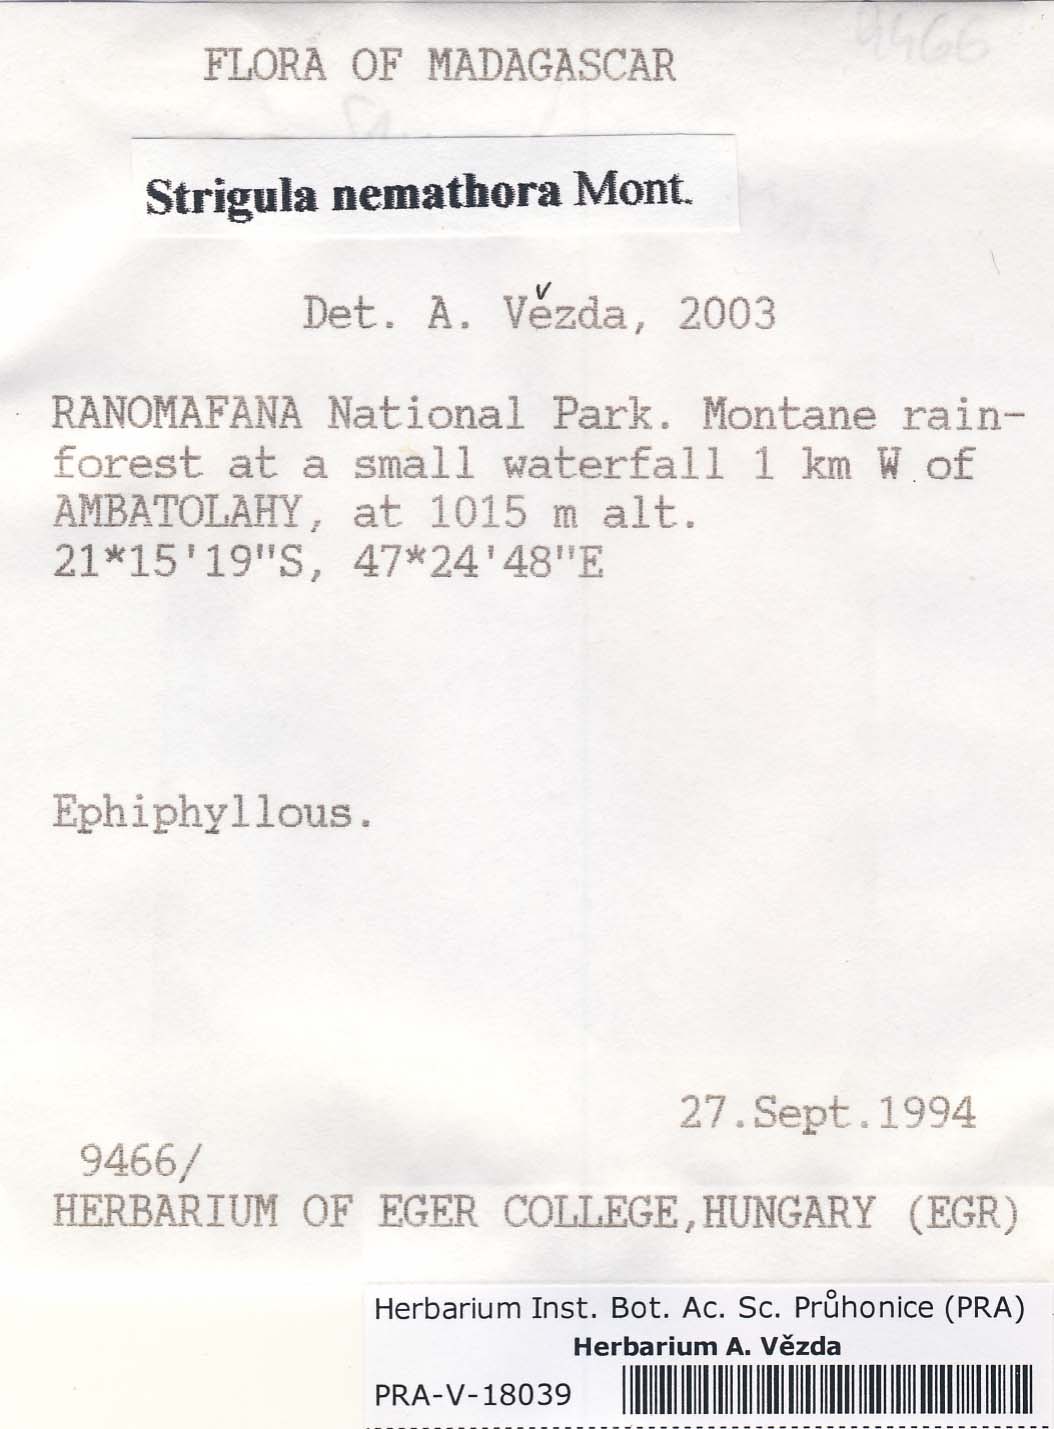 9466
FLORA OF MADAGASCAR
Strigula nemathora Mont.
Det. A. Vězda, 2003
RANOMAFANA National Park. Montane rain-
forest at a small waterfall 1 km W of
AMBATOLAHY, at 1015 m alt.
21*15'19"S, 47*24'48"E
Ephiphyllous.
27.Sept.1994
9466/
HERBARIUM OF EGER COLLEGE,HUNGARY (EGR)
Herbarium Inst. Bot. Ac. Sc. Průhonice (PRA)
Herbarium A. Vězda
PRA-V-18039